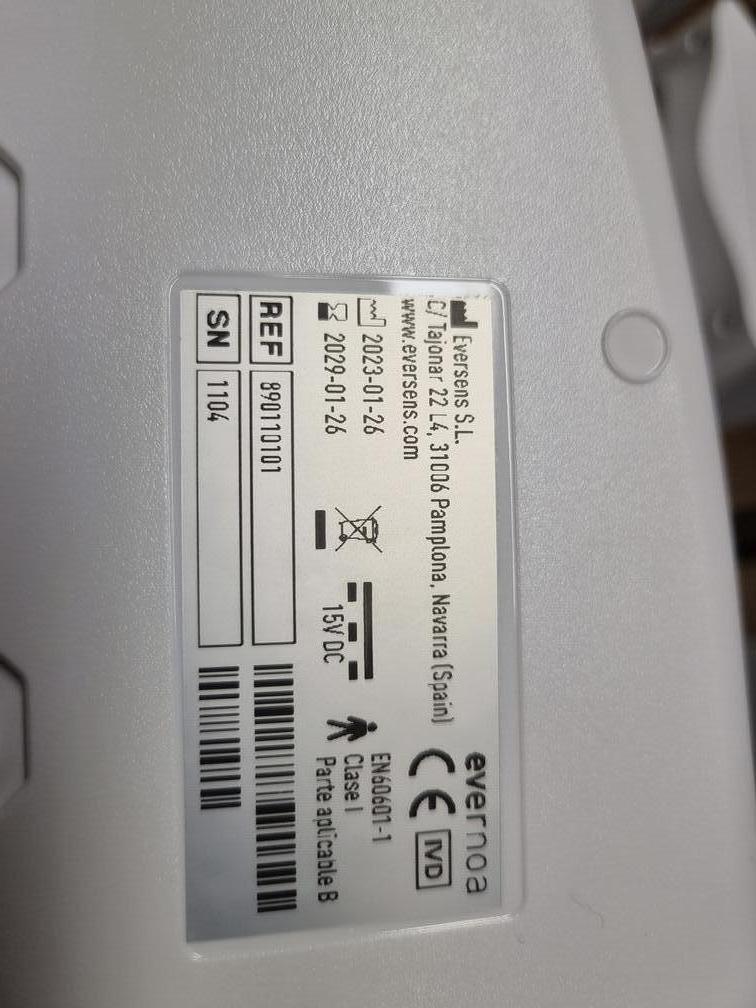 Eversens S.L.
C/ Tajonar 22 L4, 31006 Pamplona, Navarra (Spain)
www.eversens.com
evernoa
CE IVD
2023-01-26
2029-01-26
15V DC
EN60601-1
Clase I
Parte aplicable B
REF 890110101
SN 1104